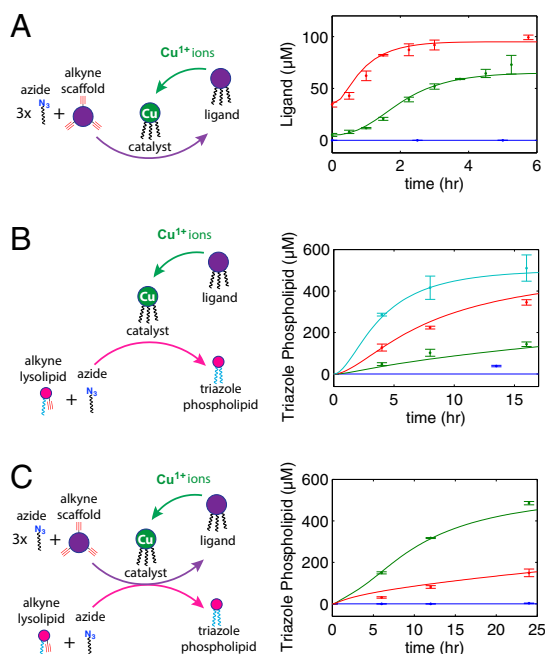 A
Cu1+ ions
alkyne
scaffold
azide
N3
3x
+
Cu
ligand
catalyst
Ligand (µM)
100
50
0
0
2
4
6
time (hr)
B
Cu1+ ions
Cu
ligand
catalyst
alkyne
lysolipid
azide
+
N3
triazole
phospholipid
Triazole Phospholipid (µM)
600
400
200
0
0
5
10
15
time (hr)
C
Cu1+ ions
alkyne
scaffold
azide
3x
N3
+
Cu
ligand
catalyst
alkyne
lysolipid
azide
+
N3
triazole
phospholipid
Triazole Phospholipid (µM)
600
400
200
0
0
5
10
15
20
25
time (hr)